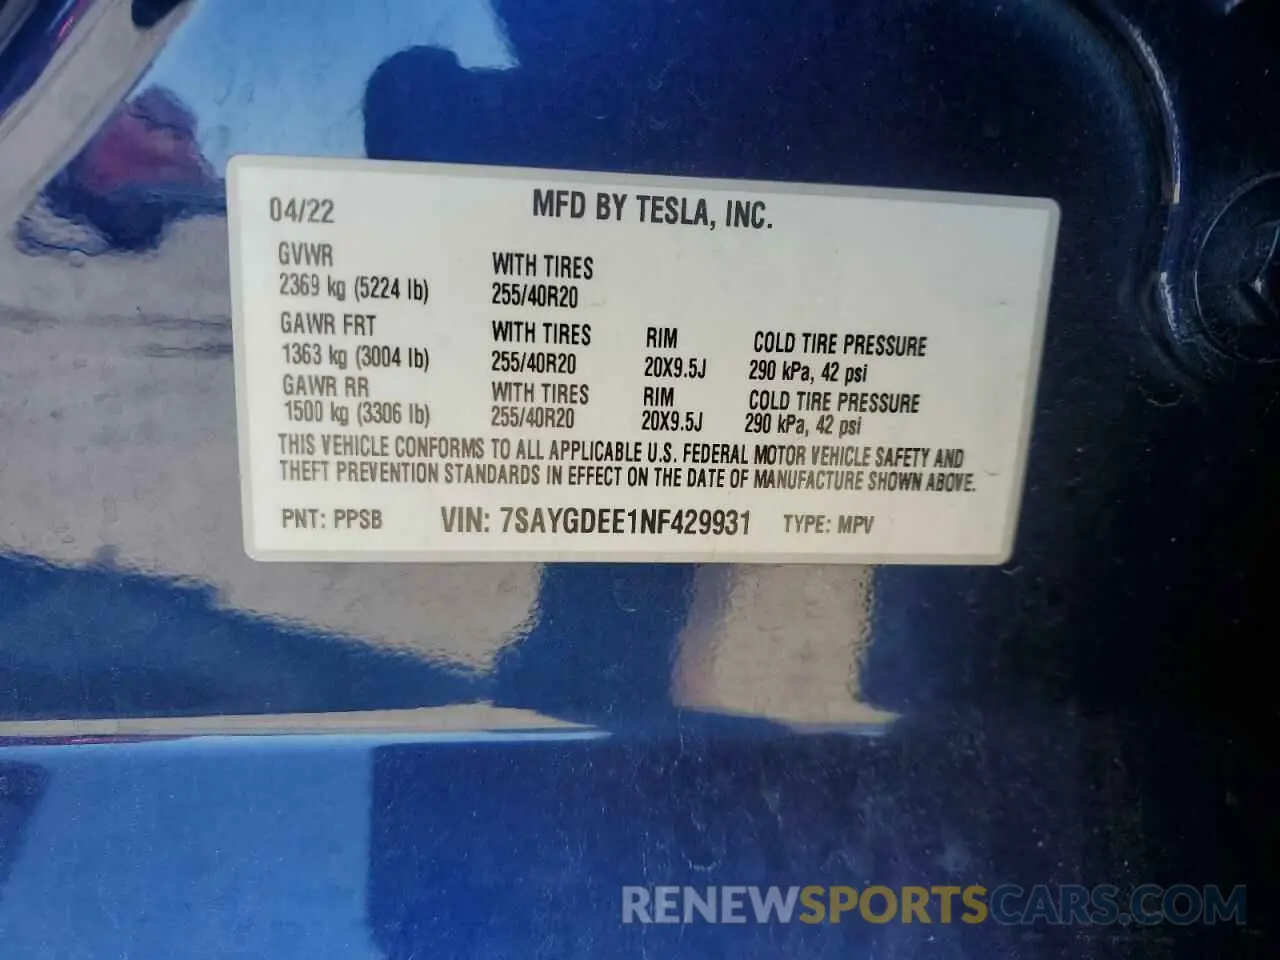 04/22 MFD BY TESLA, INC.
GVWR WITH TIRES
2369 kg (5224 lb) 255/40R20
GAWR FRT WITH TIRES RIM COLD TIRE PRESSURE
1363 kg (3004 lb) 255/40R20 20X9.5J 290 kPa, 42 psi
GAWR RR WITH TIRES RIM COLD TIRE PRESSURE
1500 kg (3306 lb) 255/40R20 20X9.5J 290 kPa, 42 psi
THIS VEHICLE CONFORMS TO ALL APPLICABLE U.S. FEDERAL MOTOR VEHICLE SAFETY AND
THEFT PREVENTION STANDARDS IN EFFECT ON THE DATE OF MANUFACTURE SHOWN ABOVE.
PNT: PPSB VIN: 7SAYGDEE1NF429931 TYPE: MPV
RENEWSPORTSCARS.COM